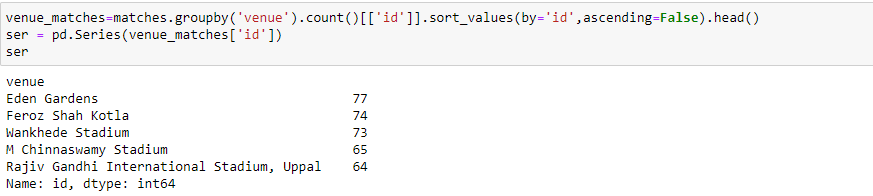 venue_matches=matches.groupby('venue').count()[['id']].sort_values(by='id',ascending=False).head()
ser = pd.Series(venue_matches['id'])
ser
venue
Eden Gardens 77
Feroz Shah Kotla 74
Wankhede Stadium 73
M Chinnaswamy Stadium 65
Rajiv Gandhi International Stadium, Uppal 64
Name: id, dtype: int64